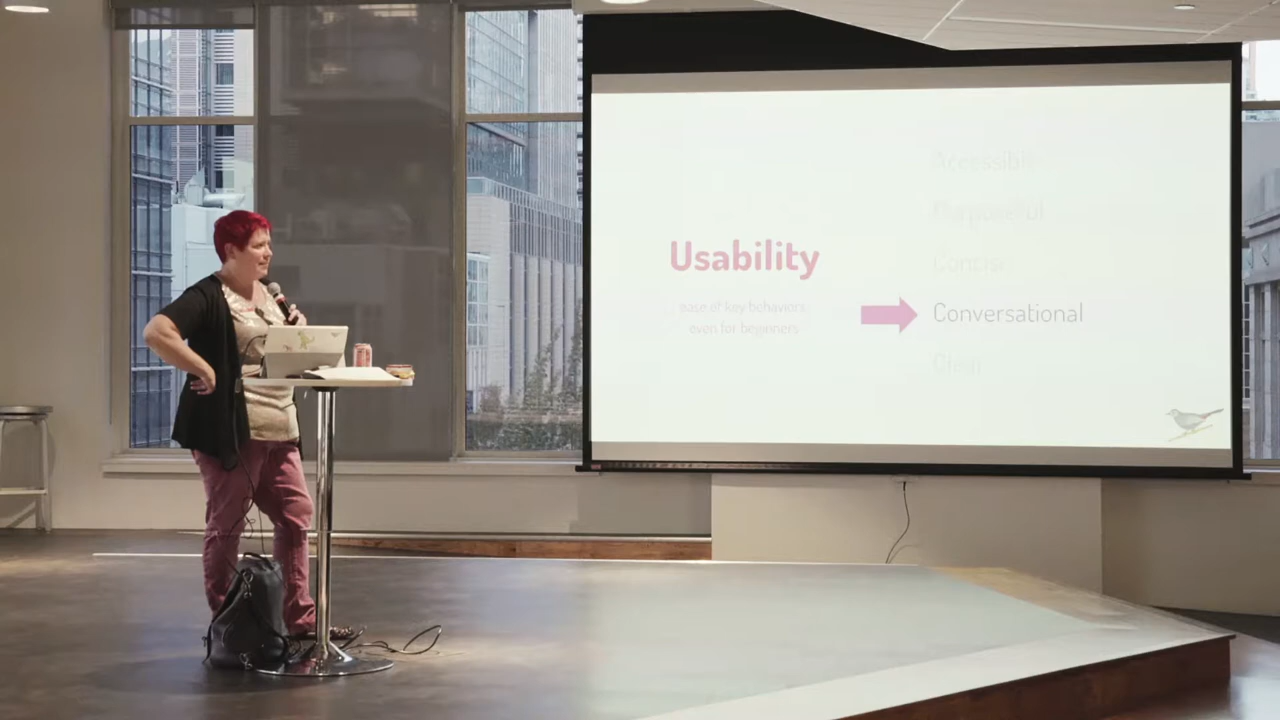 Accessible
Purposeful
Usability
Concise
ease of key behaviors,
even for beginners
Conversational
Clear